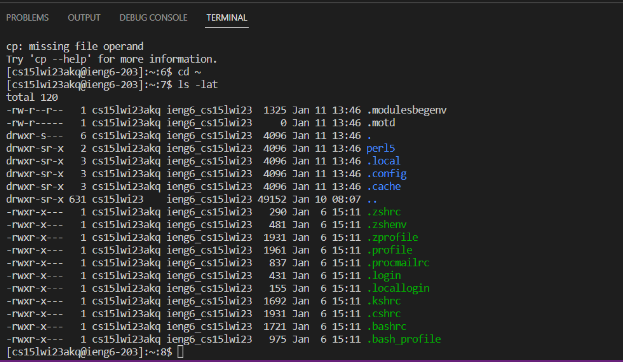 PROBLEMS OUTPUT DEBUG CONSOLE TERMINAL
cp: missing file operand
Try 'cp --help' for more information.
[cs15lwi23akq@ieng6-203]:~:6$ cd ~
[cs15lwi23akq@ieng6-203]:~:7$ ls -lat
total 120
-rw-r--r-- 1 cs15lwi23akq ieng6_cs15lwi23 1325 Jan 11 13:46 .modulesbegenv
-rw-r----- 1 cs15lwi23akq ieng6_cs15lwi23 0 Jan 11 13:46 .motd
drwxr-s--- 6 cs15lwi23akq ieng6_cs15lwi23 4096 Jan 11 13:46 .
drwxr-sr-x 2 cs15lwi23akq ieng6_cs15lwi23 4096 Jan 11 13:46 perl5
drwxr-sr-x 3 cs15lwi23akq ieng6_cs15lwi23 4096 Jan 11 13:46 .local
drwxr-sr-x 3 cs15lwi23akq ieng6_cs15lwi23 4096 Jan 11 13:46 .config
drwxr-sr-x 3 cs15lwi23akq ieng6_cs15lwi23 4096 Jan 11 13:46 .cache
drwxr-sr-x 631 cs15lwi23 ieng6_cs15lwi23 49152 Jan 10 08:07 ..
-rwxr-x--- 1 cs15lwi23akq ieng6_cs15lwi23 290 Jan 6 15:11 .zshrc
-rwxr-x--- 1 cs15lwi23akq ieng6_cs15lwi23 481 Jan 6 15:11 .zshenv
-rwxr-x--- 1 cs15lwi23akq ieng6_cs15lwi23 1931 Jan 6 15:11 .zprofile
-rwxr-x--- 1 cs15lwi23akq ieng6_cs15lwi23 1961 Jan 6 15:11 .profile
-rwxr-x--- 1 cs15lwi23akq ieng6_cs15lwi23 837 Jan 6 15:11 .procmailrc
-rwxr-x--- 1 cs15lwi23akq ieng6_cs15lwi23 431 Jan 6 15:11 .login
-rwxr-x--- 1 cs15lwi23akq ieng6_cs15lwi23 155 Jan 6 15:11 .locallogin
-rwxr-x--- 1 cs15lwi23akq ieng6_cs15lwi23 1692 Jan 6 15:11 .kshrc
-rwxr-x--- 1 cs15lwi23akq ieng6_cs15lwi23 1931 Jan 6 15:11 .cshrc
-rwxr-x--- 1 cs15lwi23akq ieng6_cs15lwi23 1721 Jan 6 15:11 .bashrc
-rwxr-x--- 1 cs15lwi23akq ieng6_cs15lwi23 975 Jan 6 15:11 .bash_profile
[cs15lwi23akq@ieng6-203]:~:8$